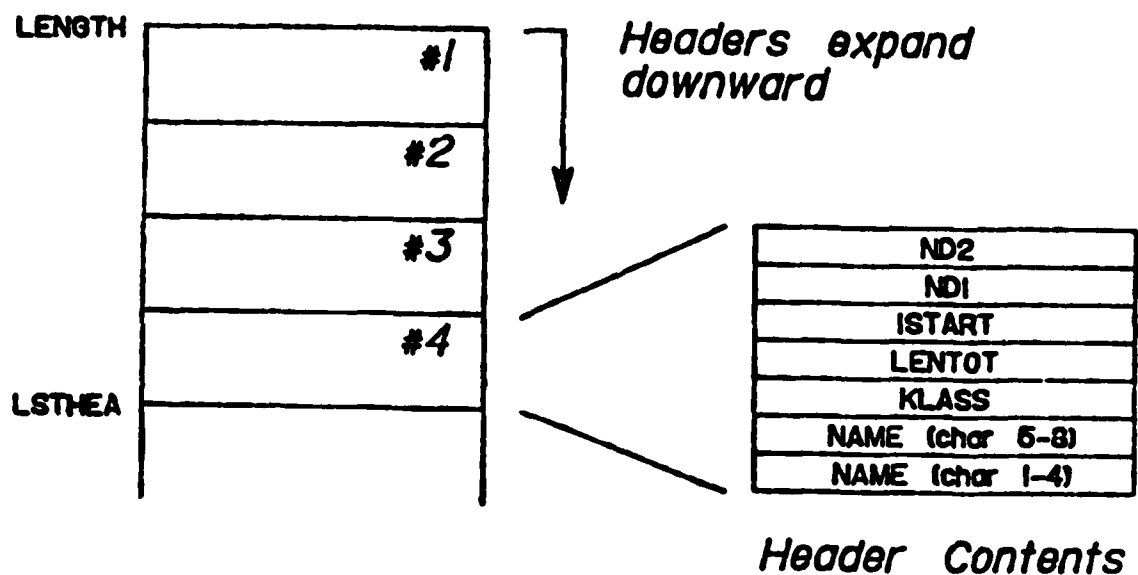 LENGTH
#1
Headers expand
downward
#2
#3
#4
LSTHEA
ND2
ND1
ISTART
LENTOT
KLASS
NAME (char 5-8)
NAME (char 1-4)
Header Contents